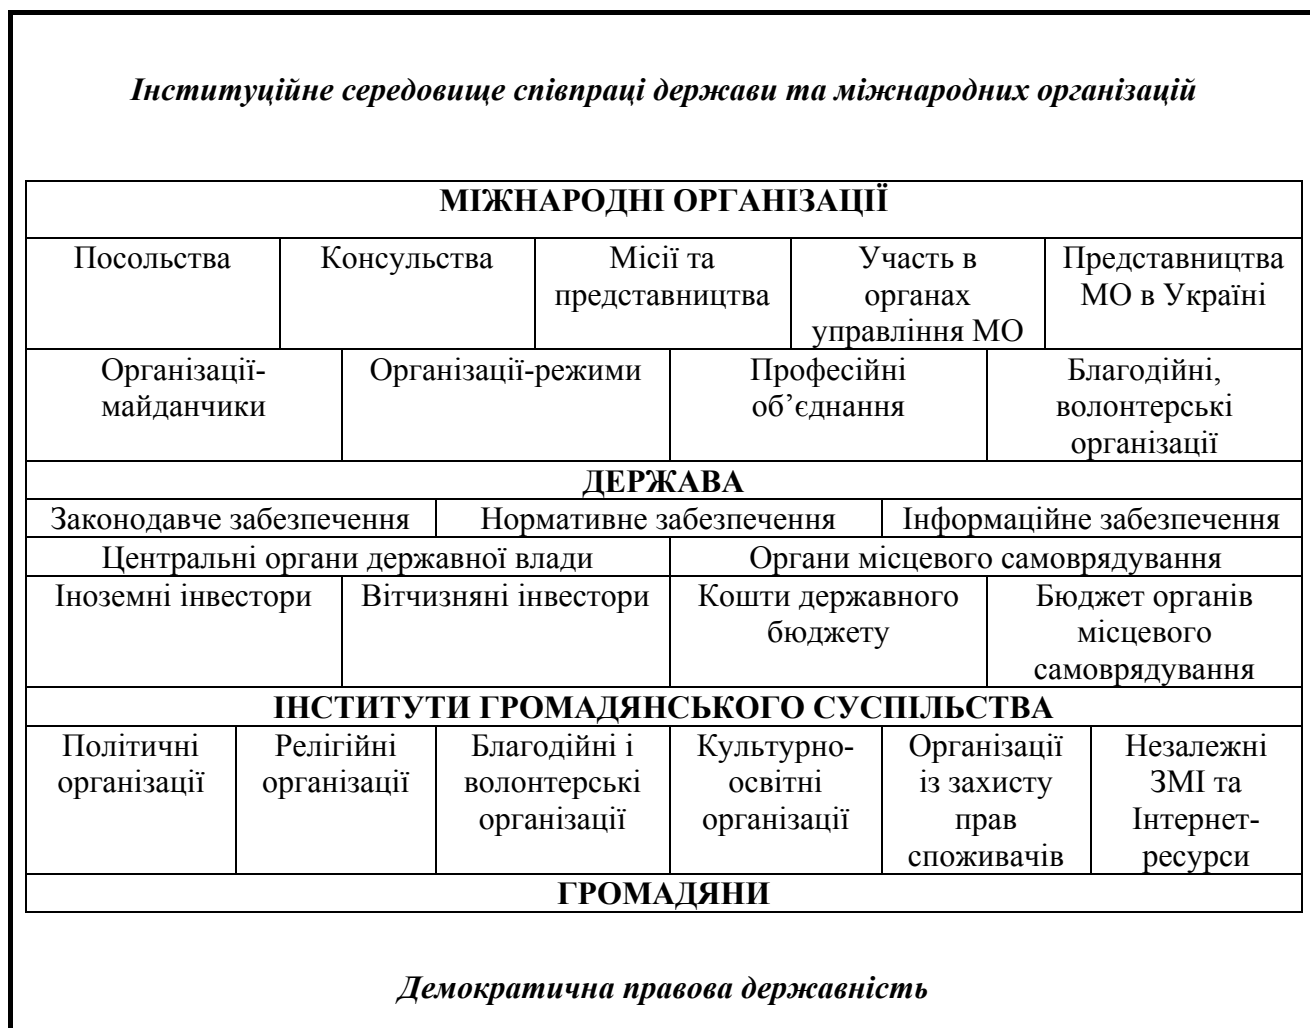 Інституційне середовище співпраці держави та міжнародних організацій
МІЖНАРОДНІ ОРГАНІЗАЦІЇ
Посольства
Консульства
Місії та
представництва
Участь в
органах
управління МО
Представництва
МО в Україні
Організації-
майданчики
Організації-режими
Професійні
об’єднання
Благодійні,
волонтерські
організації
ДЕРЖАВА
Законодавче забезпечення
Нормативне забезпечення
Інформаційне забезпечення
Центральні органи державної влади
Органи місцевого самоврядування
Іноземні інвестори
Вітчизняні інвестори
Кошти державного
бюджету
Бюджет органів
місцевого
самоврядування
ІНСТИТУТИ ГРОМАДЯНСЬКОГО СУСПІЛЬСТВА
Політичні
організації
Релігійні
організації
Благодійні і
волонтерські
організації
Культурно-
освітні
організації
Організації
із захисту
прав
споживачів
Незалежні
ЗМІ та
Інтернет-
ресурси
ГРОМАДЯНИ
Демократична правова державність